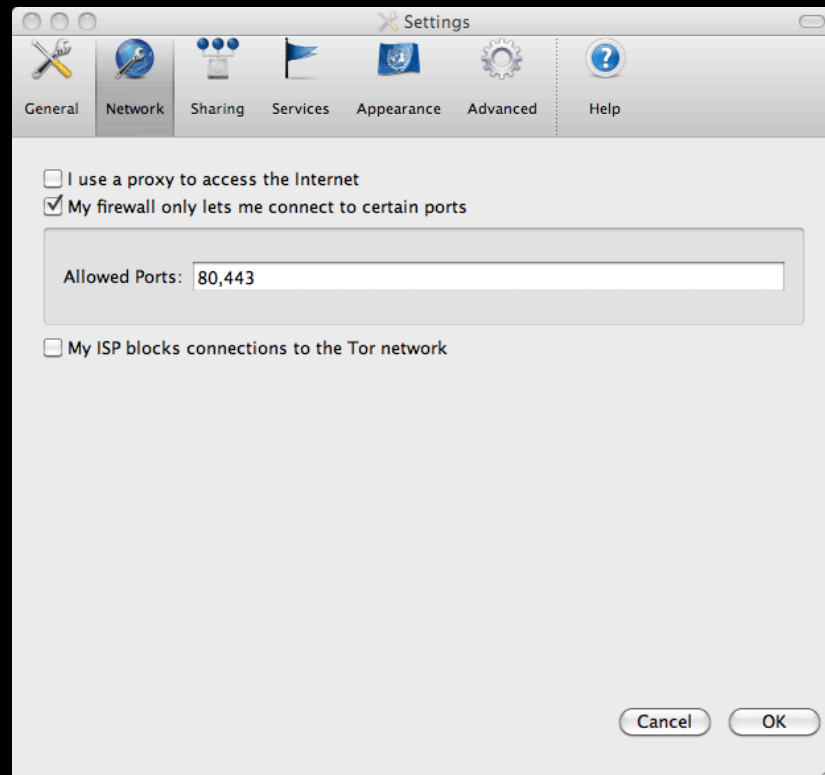 Settings
General Network Sharing Services Appearance Advanced Help
I use a proxy to access the Internet
My firewall only lets me connect to certain ports
Allowed Ports: 80,443
My ISP blocks connections to the Tor network
Cancel OK